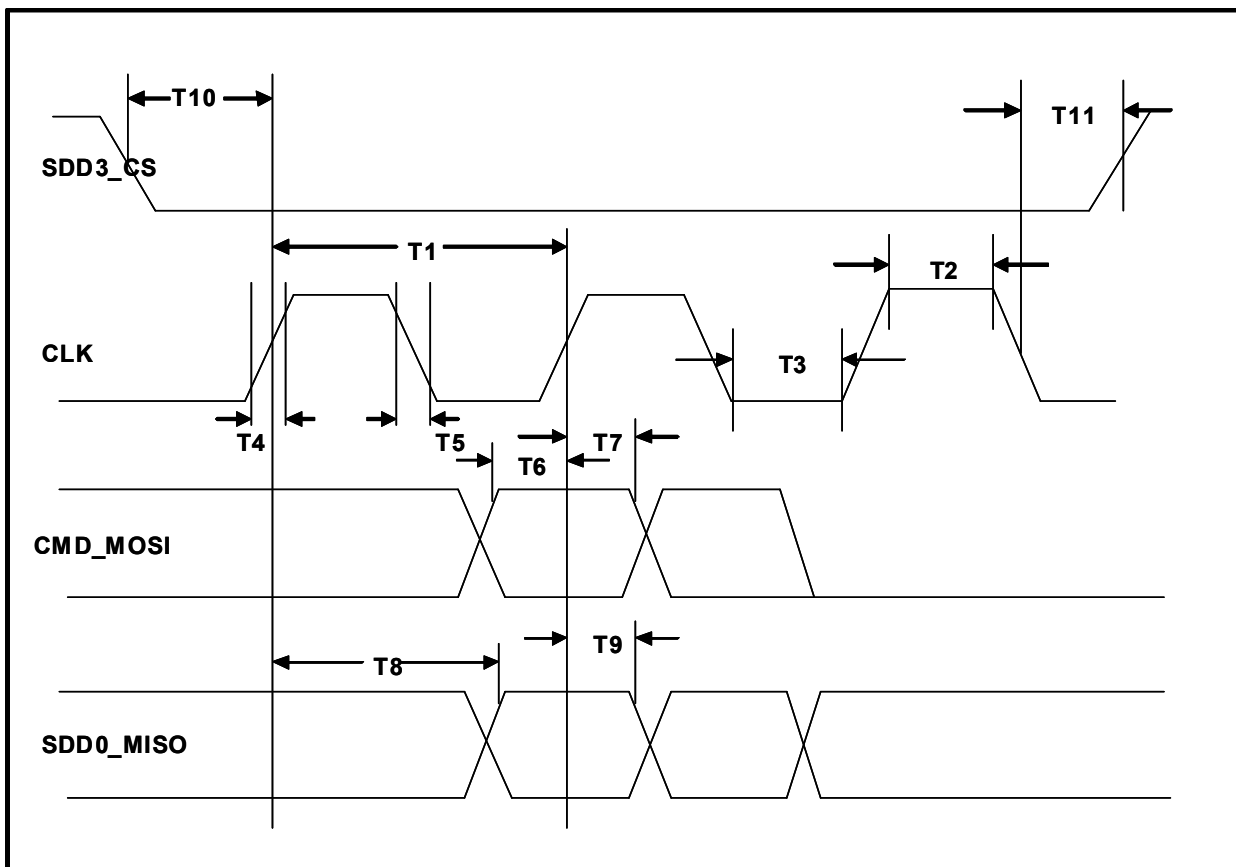 T10
T11
SDD3_CS
T1
T2
CLK
T3
T4
T5
T7
T6
CMD_MOSI
T9
T8
SDD0_MISO